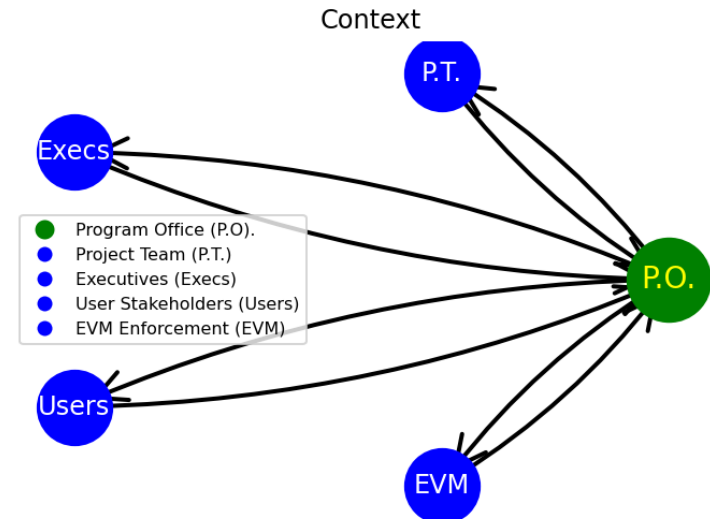 Context
P.T.
Execs
Program Office (P.O).
Project Team (P.T.)
Executives (Execs)
User Stakeholders (Users)
EVM Enforcement (EVM)
P.O.
Users
EVM